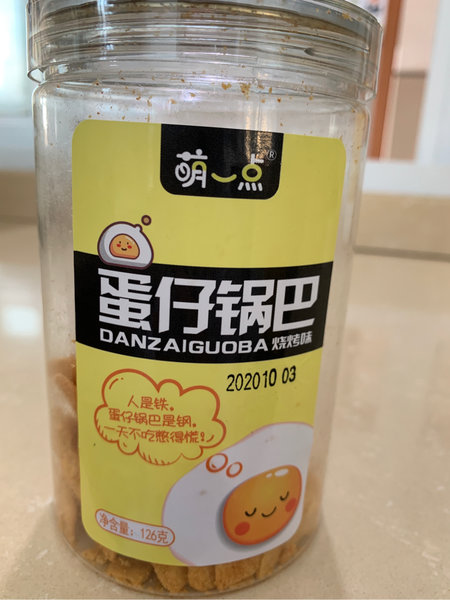 萌一点®
蛋仔锅巴
DANZAIGUOBA 烧烤味
202010 03
人是铁。
蛋仔锅巴是钢。
一天不吃憋得慌!
净含量：126克